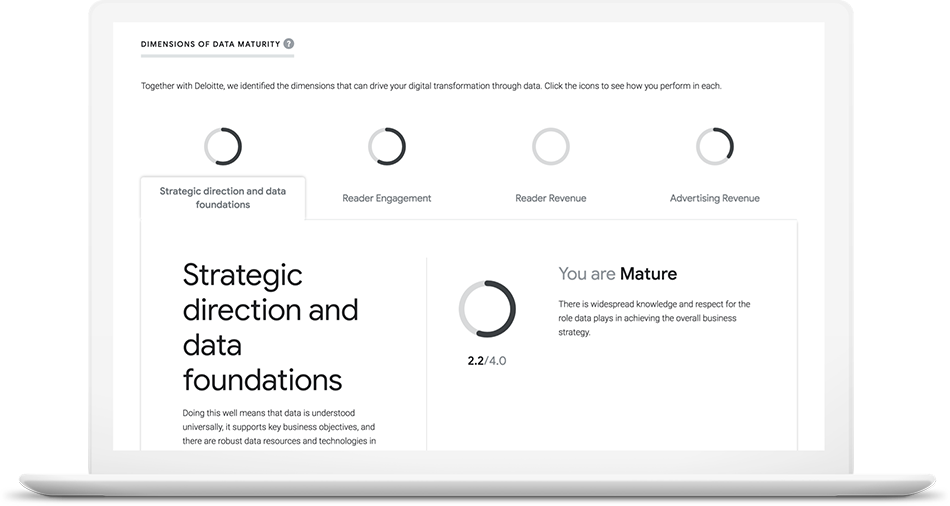 DIMENSIONS OF DATA MATURITY ?
Together with Deloitte, we identified the dimensions that can drive your digital transformation through data. Click the icons to see how you perform in each.
Strategic direction and data
foundations
Reader Engagement
Reader Revenue
Advertising Revenue
Strategic
direction and
data
foundations
Doing this well means that data is understood
universally, it supports key business objectives, and
there are robust data resources and technologies in
2.2/4.0
You are Mature
There is widespread knowledge and respect for the
role data plays in achieving the overall business
strategy.